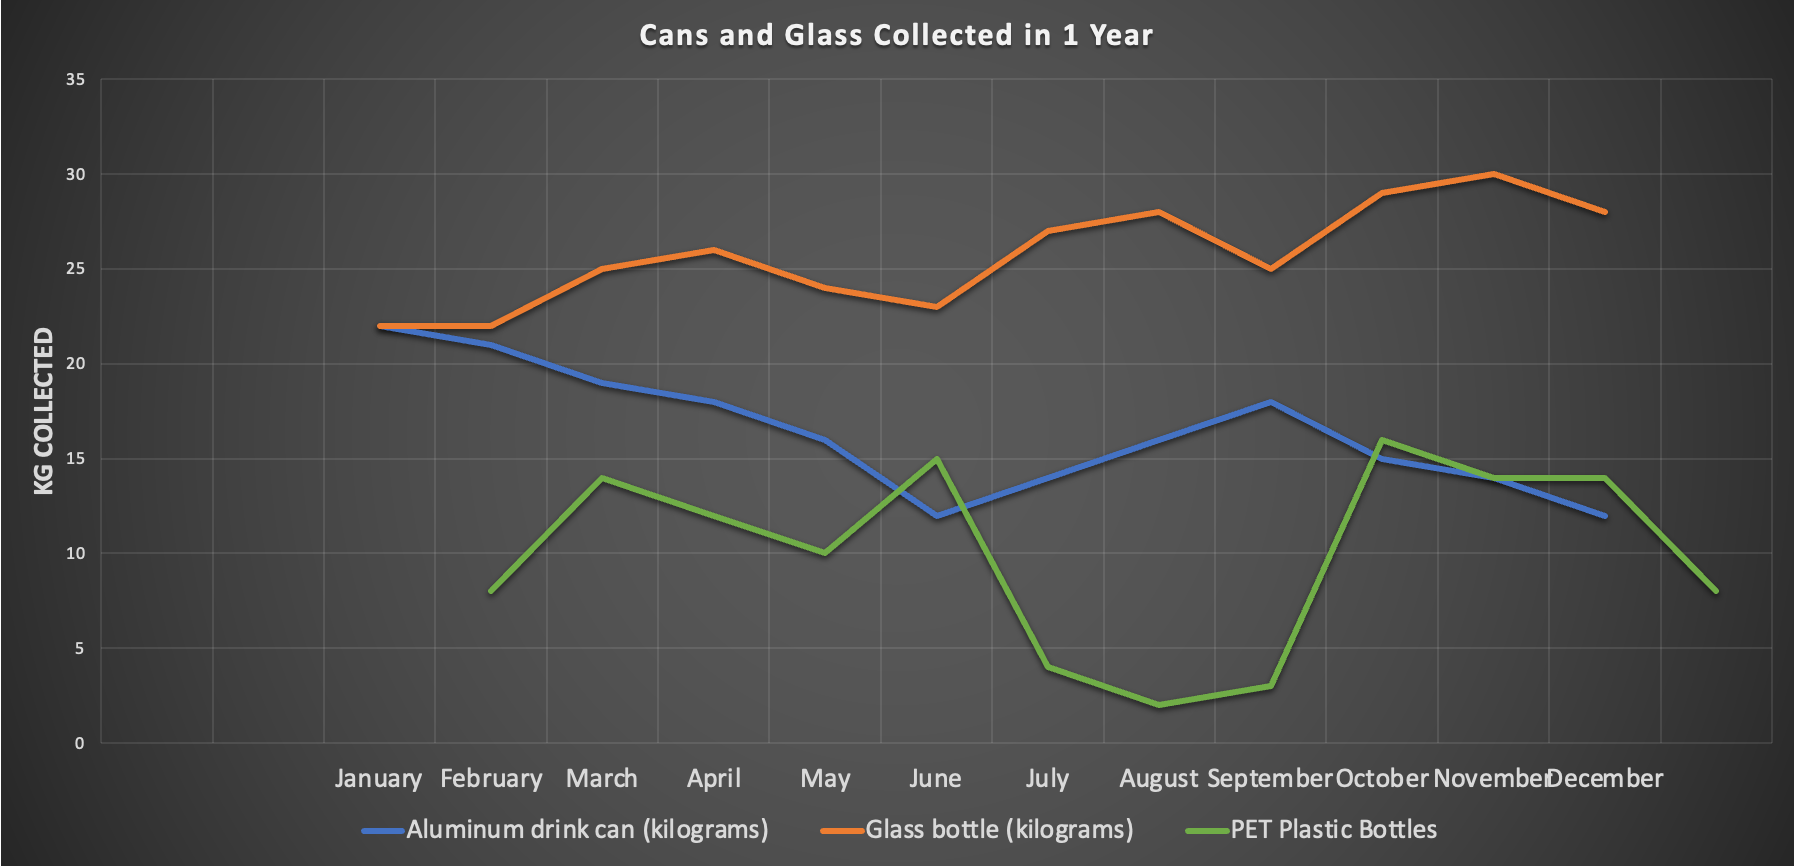 Cans and Glass Collected in 1 Year
35
30
25
20
15
10
5
0
KG COLLECTED
January February March April May June July August September October November December
Aluminum drink can (kilograms) Glass bottle (kilograms) PET Plastic Bottles